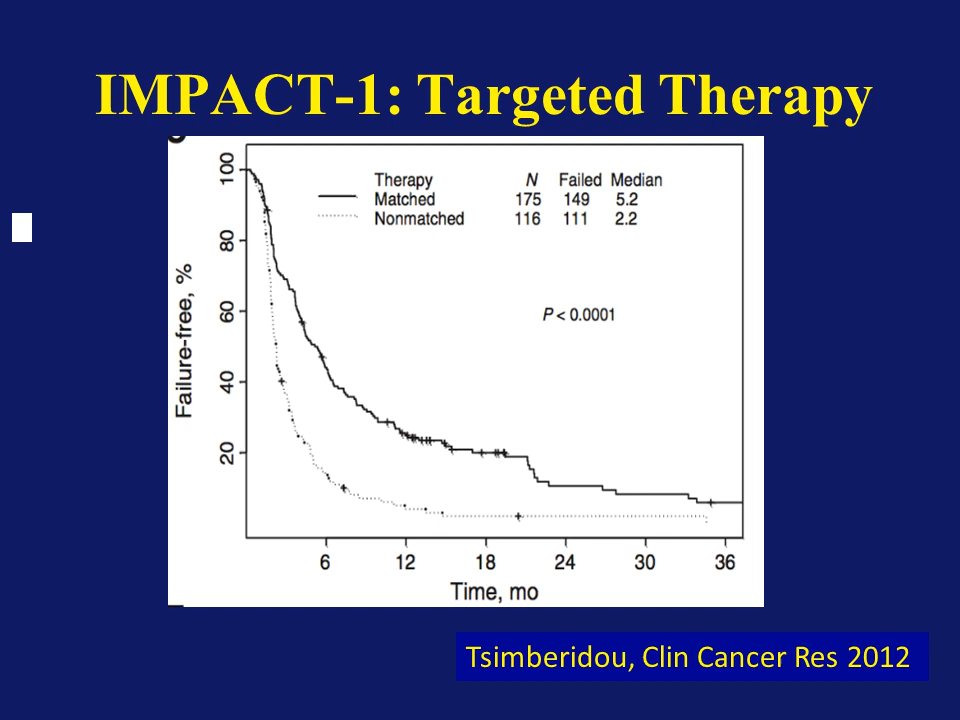 IMPACT-1: Targeted Therapy
Therapy N Failed Median
Matched 175 149 5.2
Nonmatched 116 111 2.2
P < 0.0001
Failure-free, %
100
80
60
40
20
6 12 18 24 30 36
Time, mo
Tsimberidou, Clin Cancer Res 2012